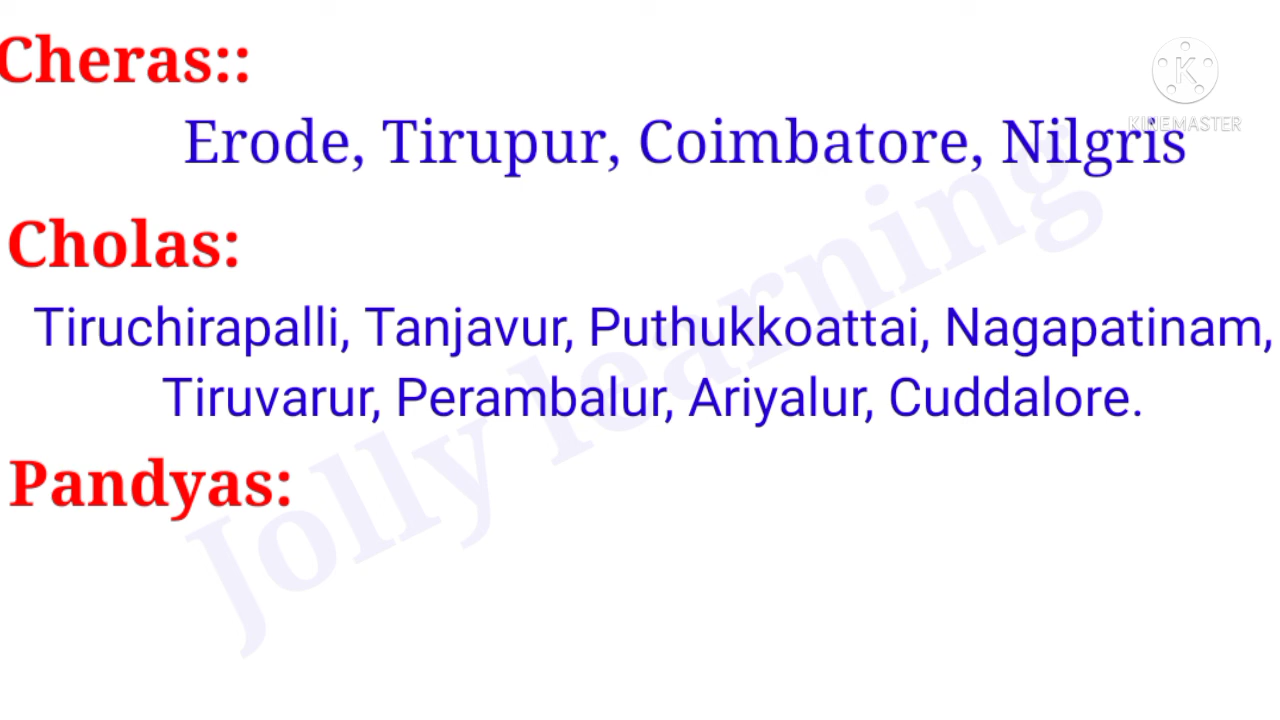 Cheras::
KINEMASTER
Erode, Tirupur, Coimbatore, Nilgris
Cholas:
Tiruchirapalli, Tanjavur, Puthukkoattai, Nagapatinam,
Tiruvarur, Perambalur, Ariyalur, Cuddalore.
Pandyas:
Jolly learning